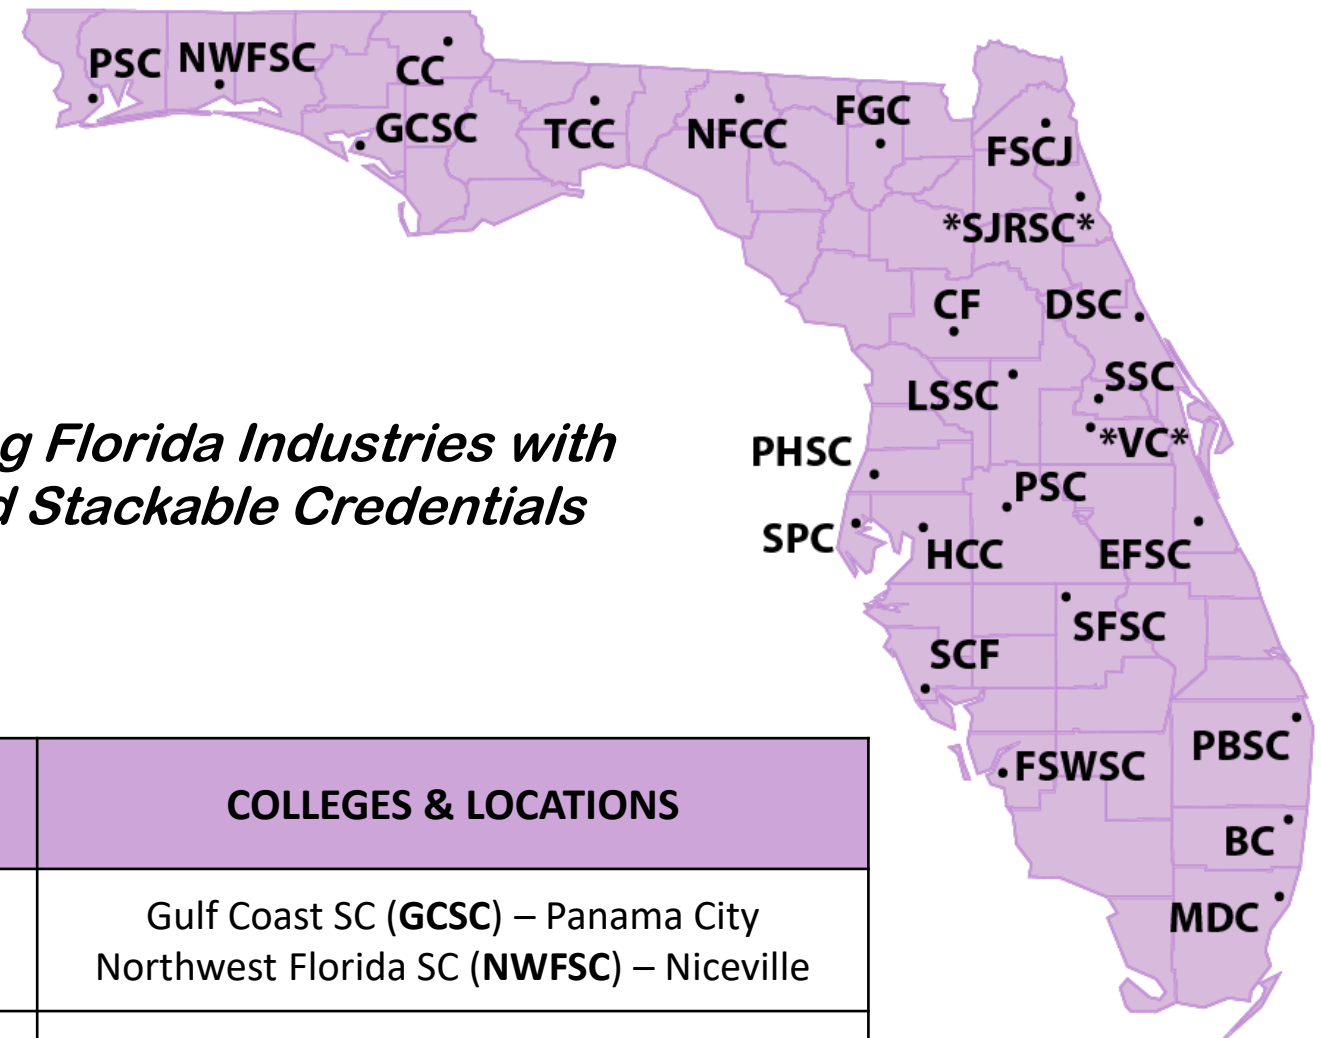 PSC NWFSC CC
GCSC TCC NFCC FGC
FSCJ
*SJRSC*
CF DSC
LSSC SSC
*VC*
PHSC
PSC
SPC HCC EFSC
SFSC
SCF
PBSC
FSWSC
BC
MDC
g Florida Industries with
d Stackable Credentials
COLLEGES & LOCATIONS
Gulf Coast SC (GCSC) – Panama City
Northwest Florida SC (NWFSC) – Niceville